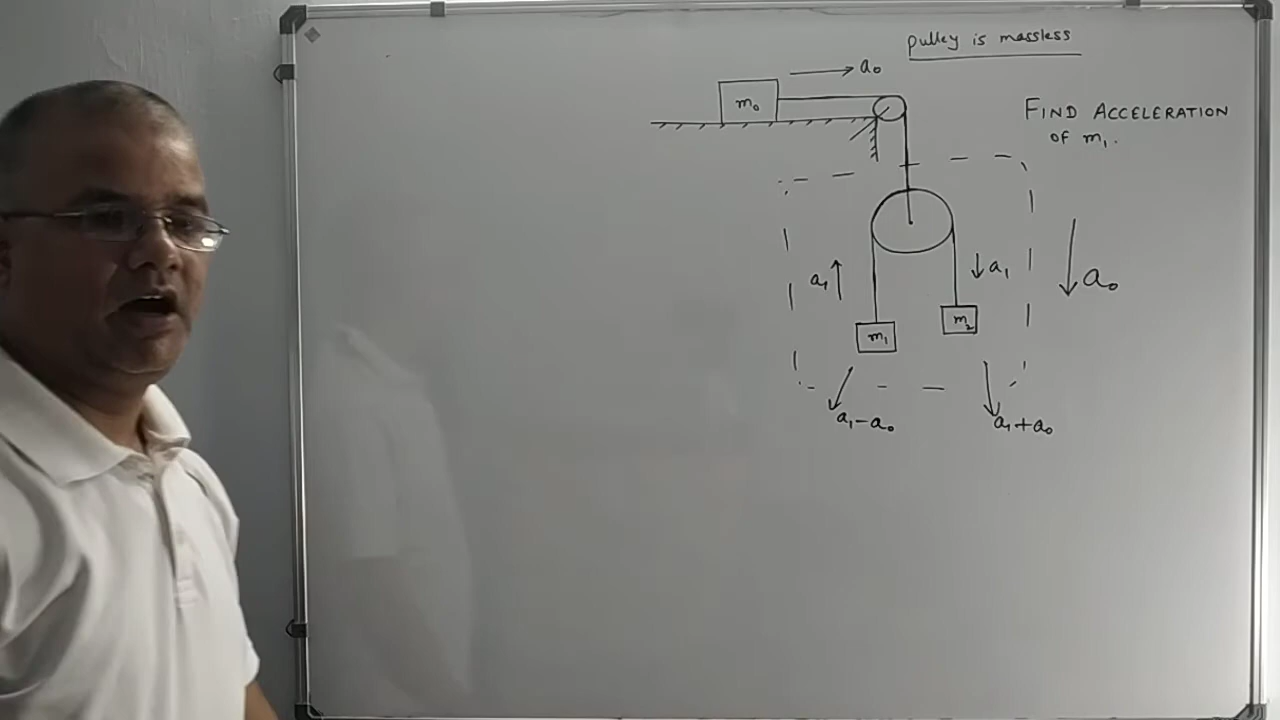 pulley is massless
a₀
m₀
FIND ACCELERATION
OF m₁.
a₁
a₁
a₀
m₂
m₁
a₁-a₀
a₁+a₀